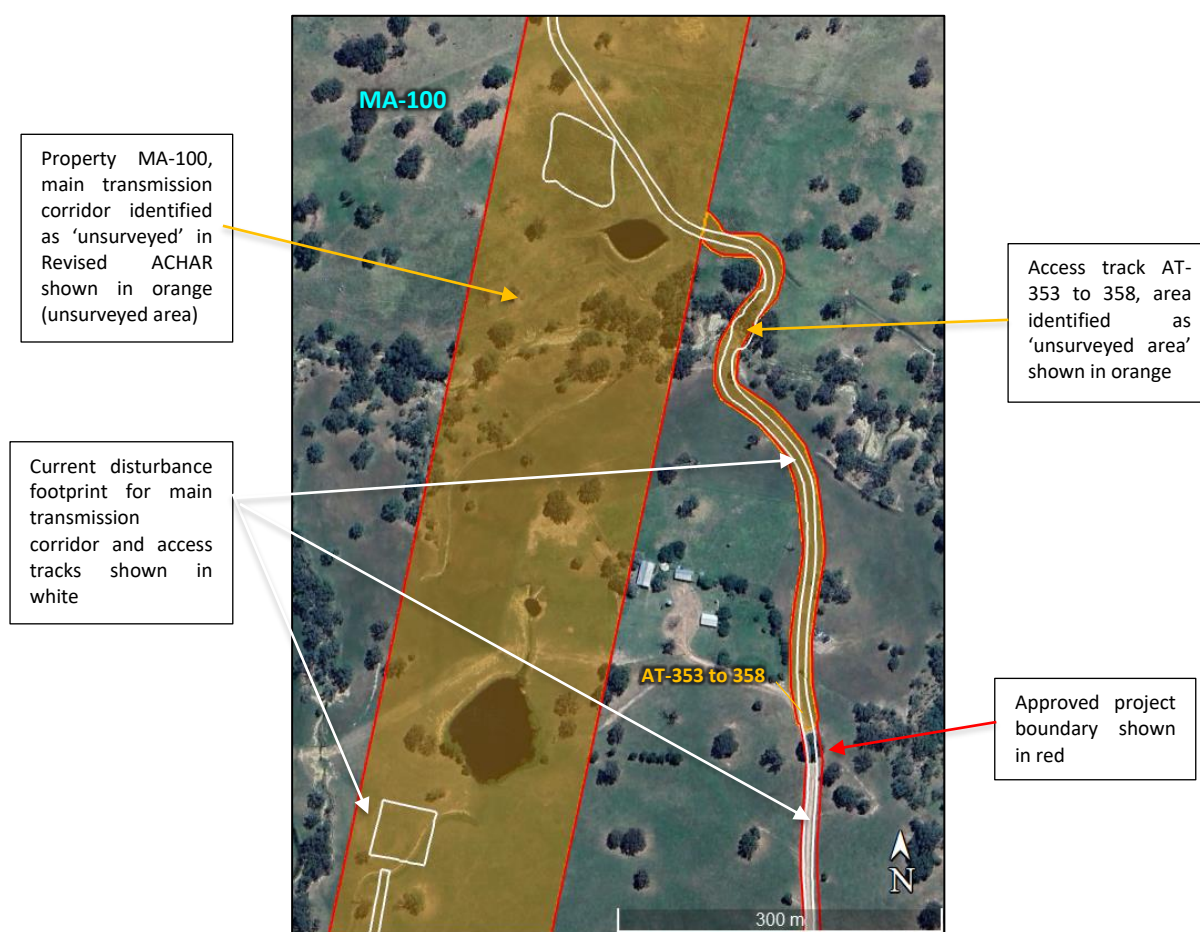 MA-100
Property MA-100,
main transmission
corridor identified
as ‘unsurveyed’ in
Revised ACHAR
shown in orange
(unsurveyed area)
Access track AT-
353 to 358, area
identified as
‘unsurveyed area’
shown in orange
Current disturbance
footprint for main
transmission
corridor and access
tracks shown in
white
AT-353 to 358
Approved project
boundary shown
in red
N
300 m